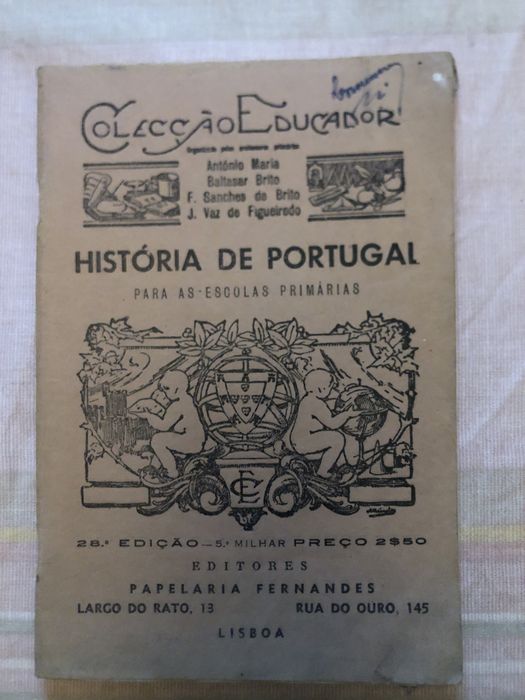 COLECÇÃO EDUCADOR
Organizada pelos professores primários
António Maria
Baltasar Brito
F. Sanches de Brito
J. Vaz de Figueiredo
HISTÓRIA DE PORTUGAL
PARA AS ESCOLAS PRIMÁRIAS
CE
28.ª EDIÇÃO — 5.º MILHAR PREÇO 2$50
EDITORES
PAPELARIA FERNANDES
LARGO DO RATO, 13 RUA DO OURO, 145
LISBOA